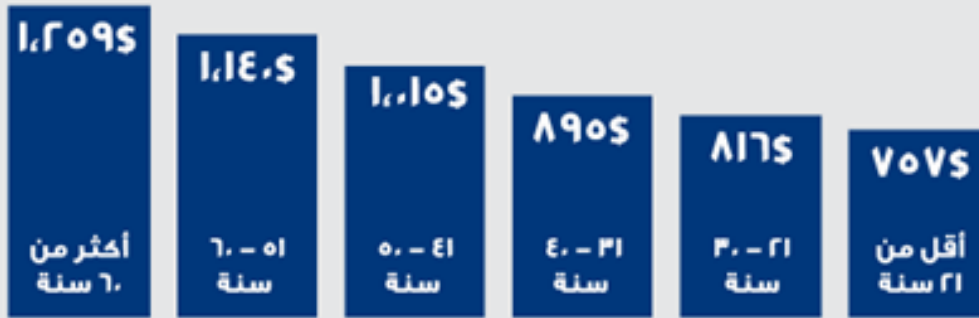 ٧٥٧$
أقل من
٢١ سنة
٨١٦$
٢١ – ٣٠
سنة
٨٩٥$
٣١ – ٤٠
سنة
١,٠١٥$
٤١ – ٥٠
سنة
١,١٤٠$
٥١ – ٦٠
سنة
١,٢٥٩$
أكثر من
٦٠ سنة